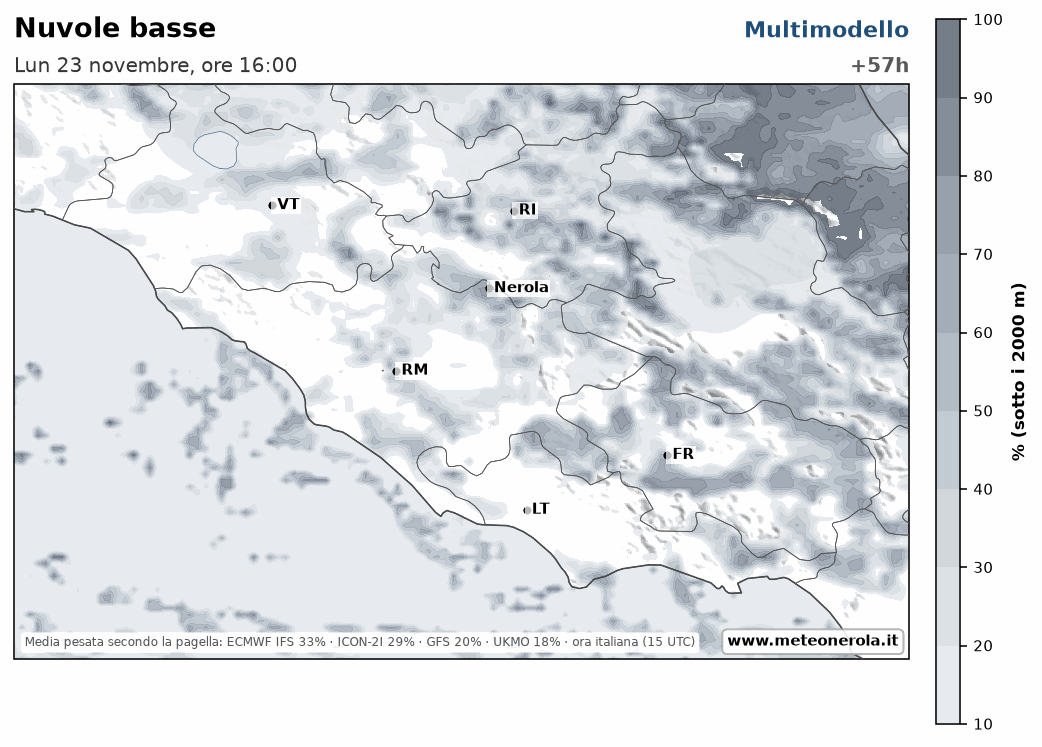 Nuvole basse
Multimodello
Lun 23 novembre, ore 16:00
+57h
VT
RI
Nerola
RM
FR
LT
Media pesata secondo la pagella: ECMWF IFS 33% · ICON-2I 29% · GFS 20% · UKMO 18% · ora italiana (15 UTC)
www.meteonerola.it
100
90
80
70
60
50
40
30
20
10
% (sotto i 2000 m)